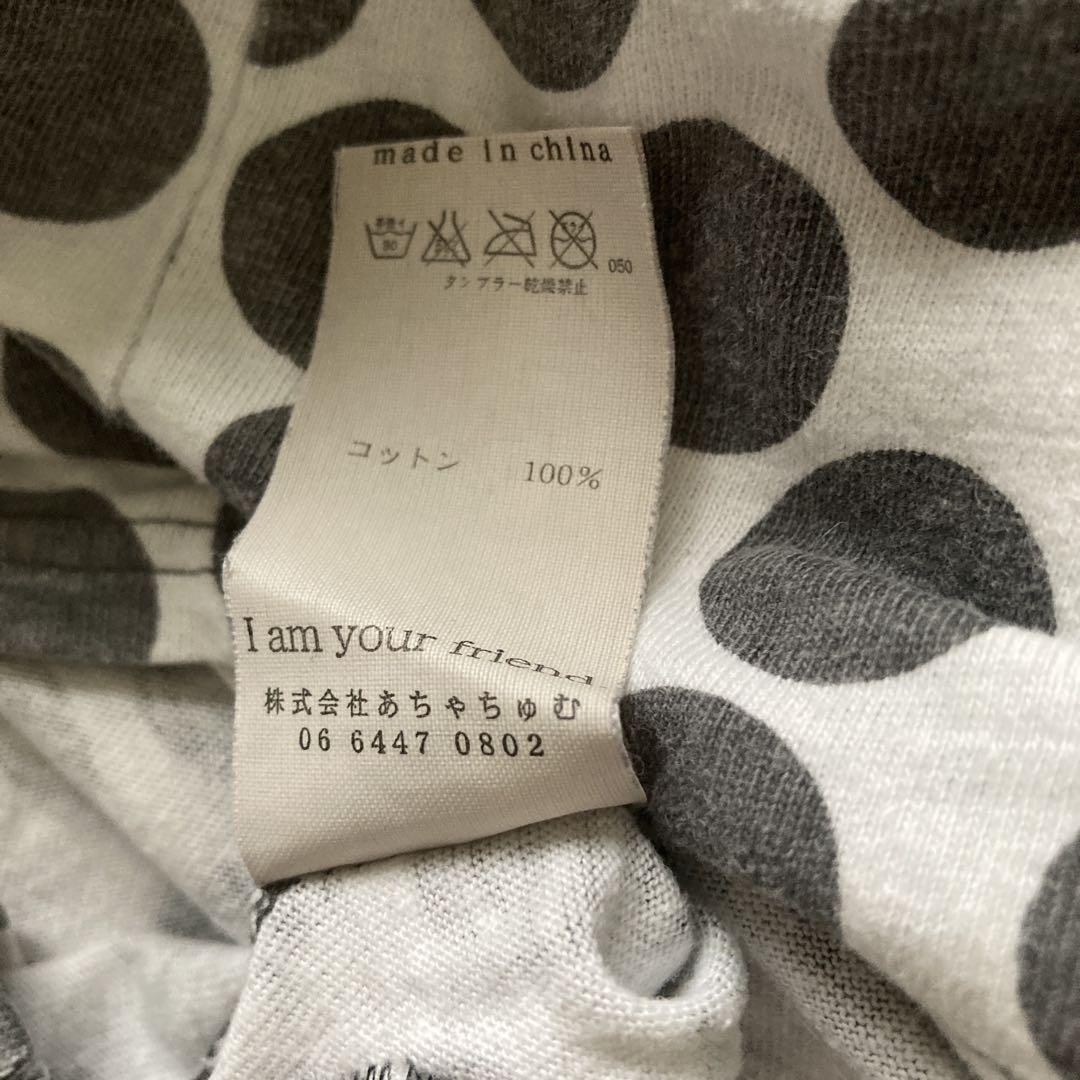 made in china
050
タンブラー乾燥禁止
コットン 100%
I am your friend
株式会社あちゃちゅむ
06 6447 0802